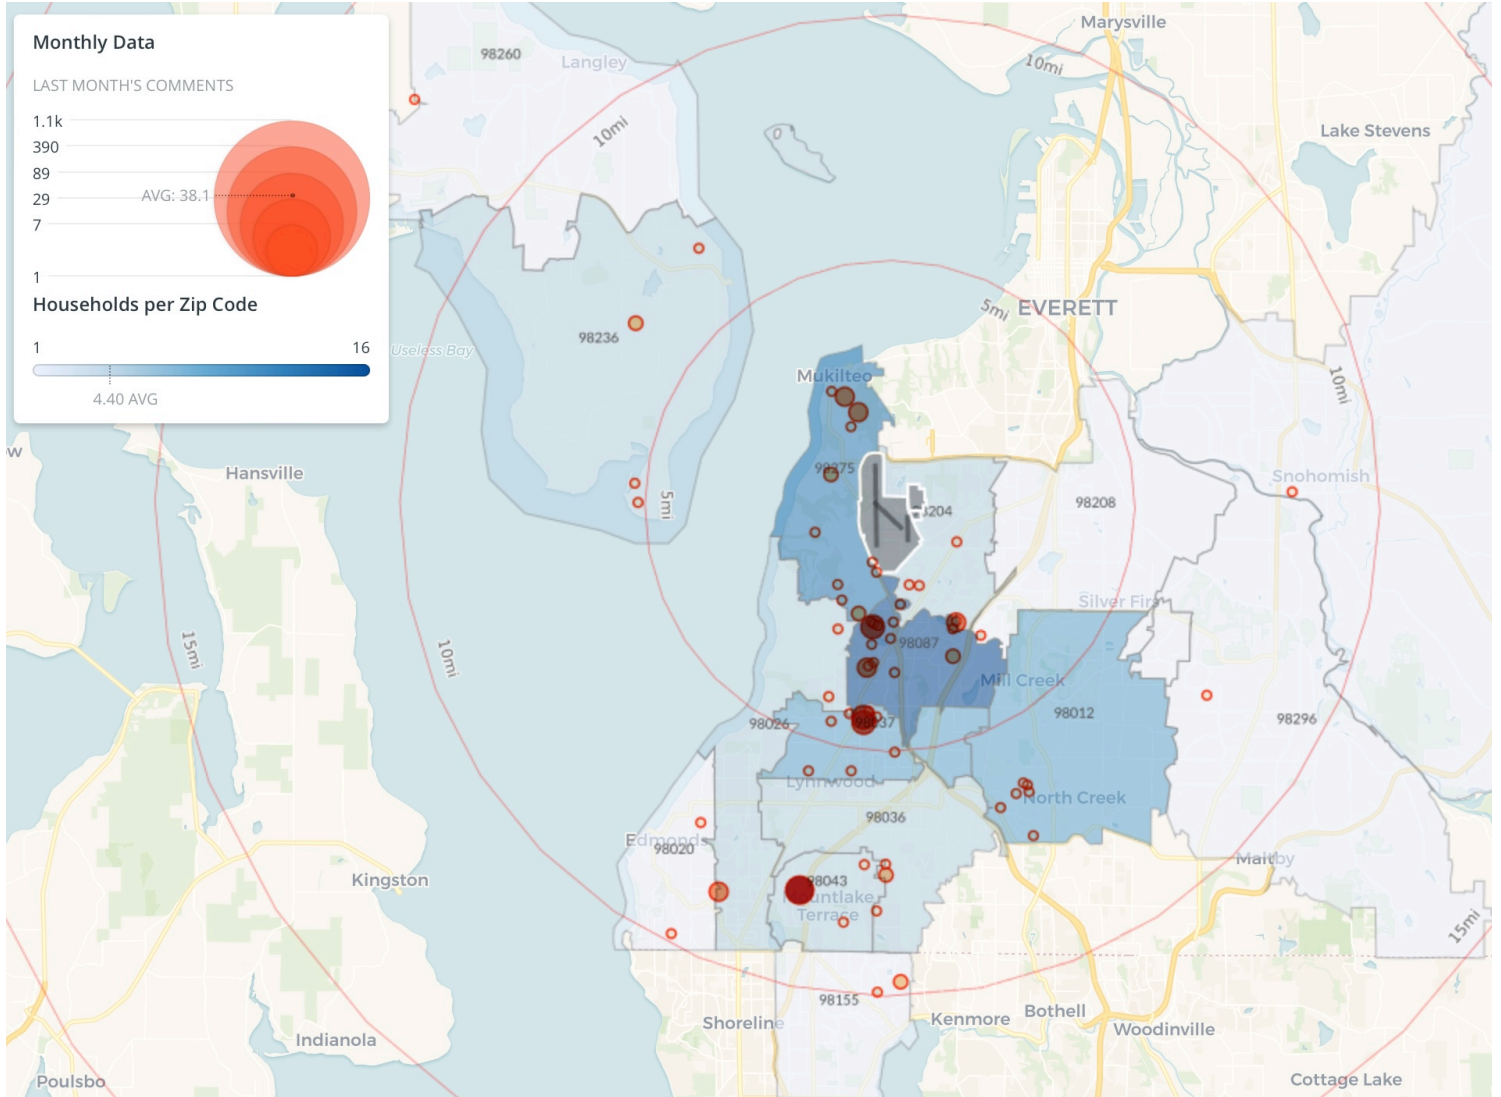 Monthly Data
LAST MONTH'S COMMENTS
1.1k
390
89
29
7
1
AVG: 38.1
Households per Zip Code
1
16
4.40 AVG
98260
Langley
Marysville
10mi
10mi
Lake Stevens
5mi
EVERETT
98236
Useless Bay
Mukilteo
10mi
Hansville
98275
5mi
98208
Snohomish
Silver Firs
15mi
10mi
98087
Mill Creek
98012
98296
98026
98037
Lynnwood
North Creek
98036
Edmonds
98020
Maltby
Kingston
98043
Mountlake
Terrace
15mi
98155
Shoreline
Kenmore
Bothell
Woodinville
Indianola
Poulsbo
Cottage Lake